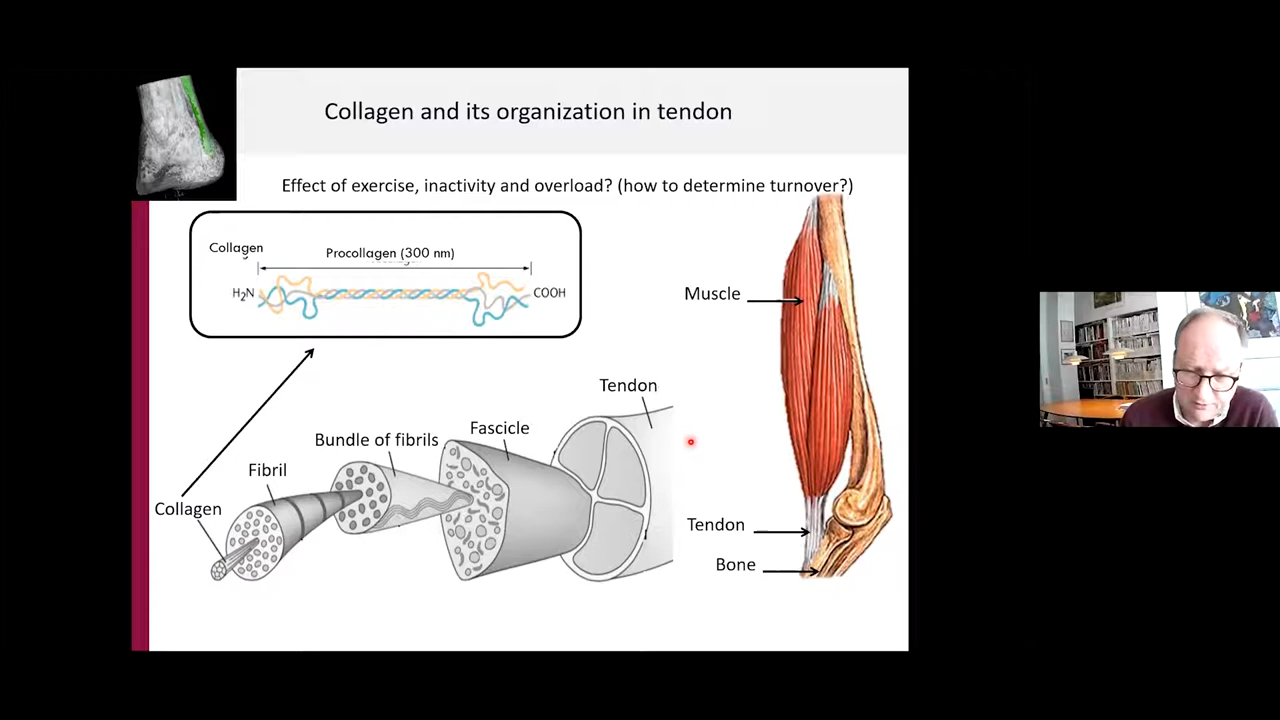 Collagen and its organization in tendon
Effect of exercise, inactivity and overload? (how to determine turnover?)
Collagen
Procollagen (300 nm)
H2N
COOH
Muscle
Tendon
Fascicle
Bundle of fibrils
Fibril
Collagen
Tendon
Bone